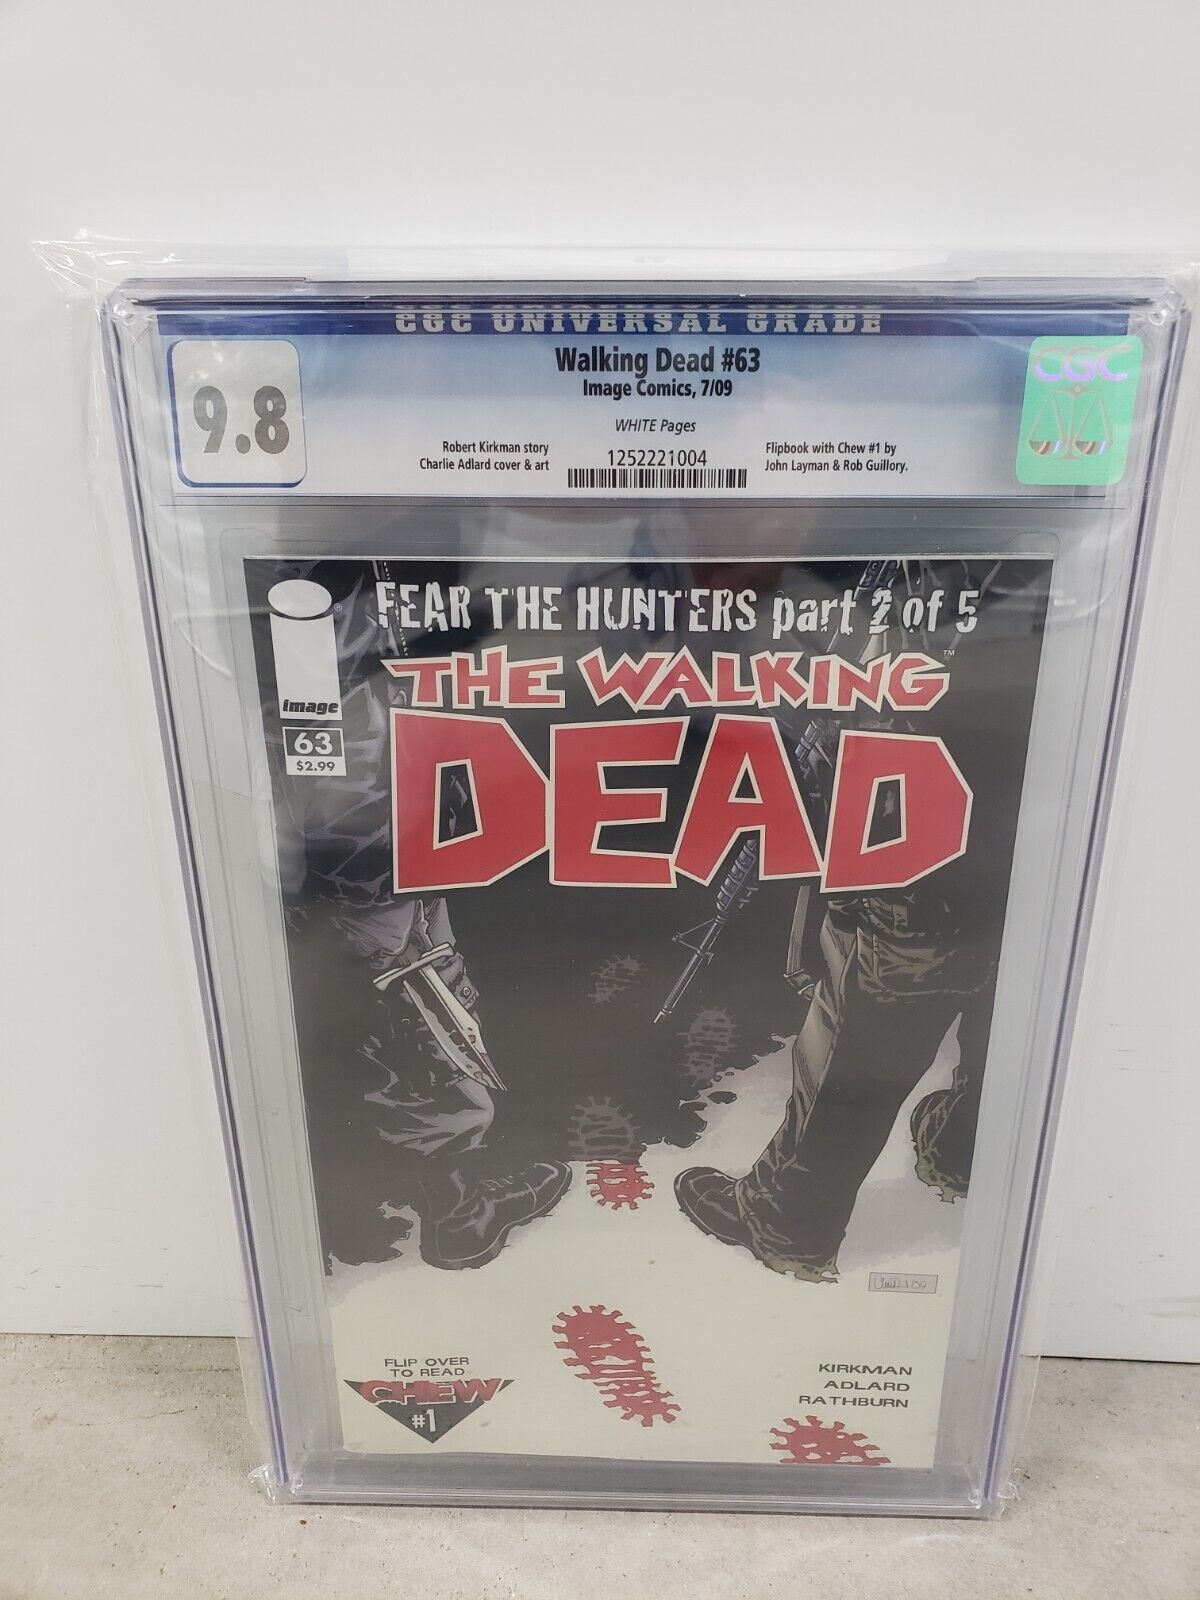 CGC UNIVERSAL GRADE
9.8
Walking Dead #63
Image Comics, 7/09
WHITE Pages
Robert Kirkman story
Charlie Adlard cover & art
1252221004
Flipbook with Chew #1 by
John Layman & Rob Guillory.
CGC
FEAR THE HUNTERS part 2 of 5
THE WALKING
DEAD™
image®
63
$2.99
FLIP OVER
TO READ
CHEW
#1
KIRKMAN
ADLARD
RATHBURN